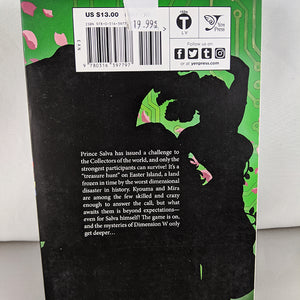 US $13.00
19.99
T
LV
Yen
Press
Follow us on
@ yenpress.com
9780316397797
Prince Salva has issued a challenge to
the Collectors of the world, and only the
strongest participants can survive! It's a
"treasure hunt" on Easter Island, a land
frozen in time by the worst dimensional
disaster in history. Kyouma and Mira
are among the few skilled and crazy
enough to answer the call, but what
awaits them is beyond expectations—
even for Salva himself! The game is on,
and the mysteries of Dimension W only
get deeper...